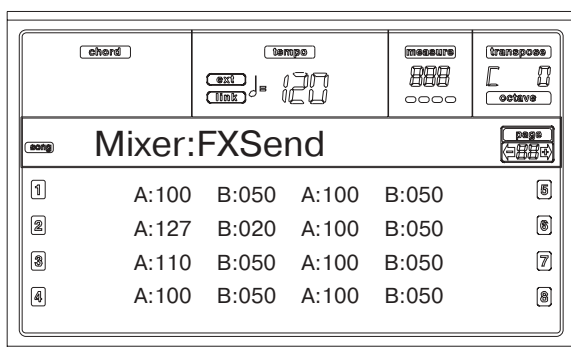 chord tempo measure transpose
ext link = 120 888 C 0
octave
song Mixer:FXSend page
- 88 +
1 A:100 B:050 A:100 B:050 5
2 A:127 B:020 A:100 B:050 6
3 A:110 B:050 A:100 B:050 7
4 A:100 B:050 A:100 B:050 8